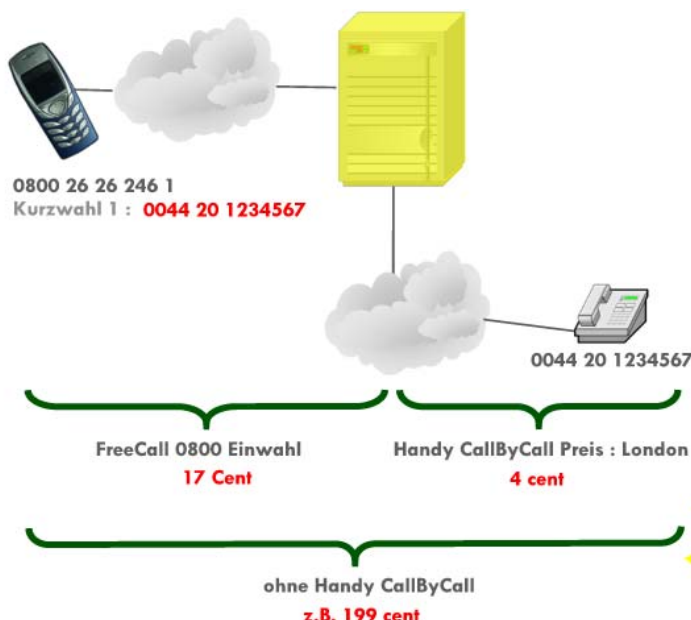 0800 26 26 246 1
Kurzwahl 1 : 0044 20 1234567
0044 20 1234567
FreeCall 0800 Einwahl
17 Cent
Handy CallByCall Preis : London
4 cent
ohne Handy CallByCall
z.B. 199 cent